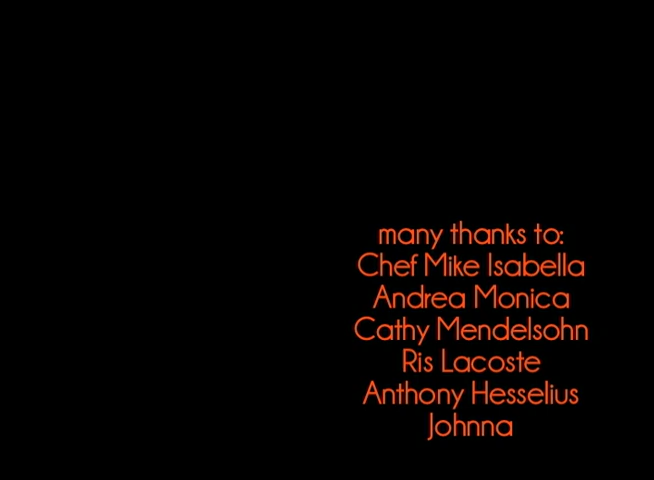 many thanks to:
Chef Mike Isabella
Andrea Monica
Cathy Mendelsohn
Ris Lacoste
Anthony Hesselius
Johnna